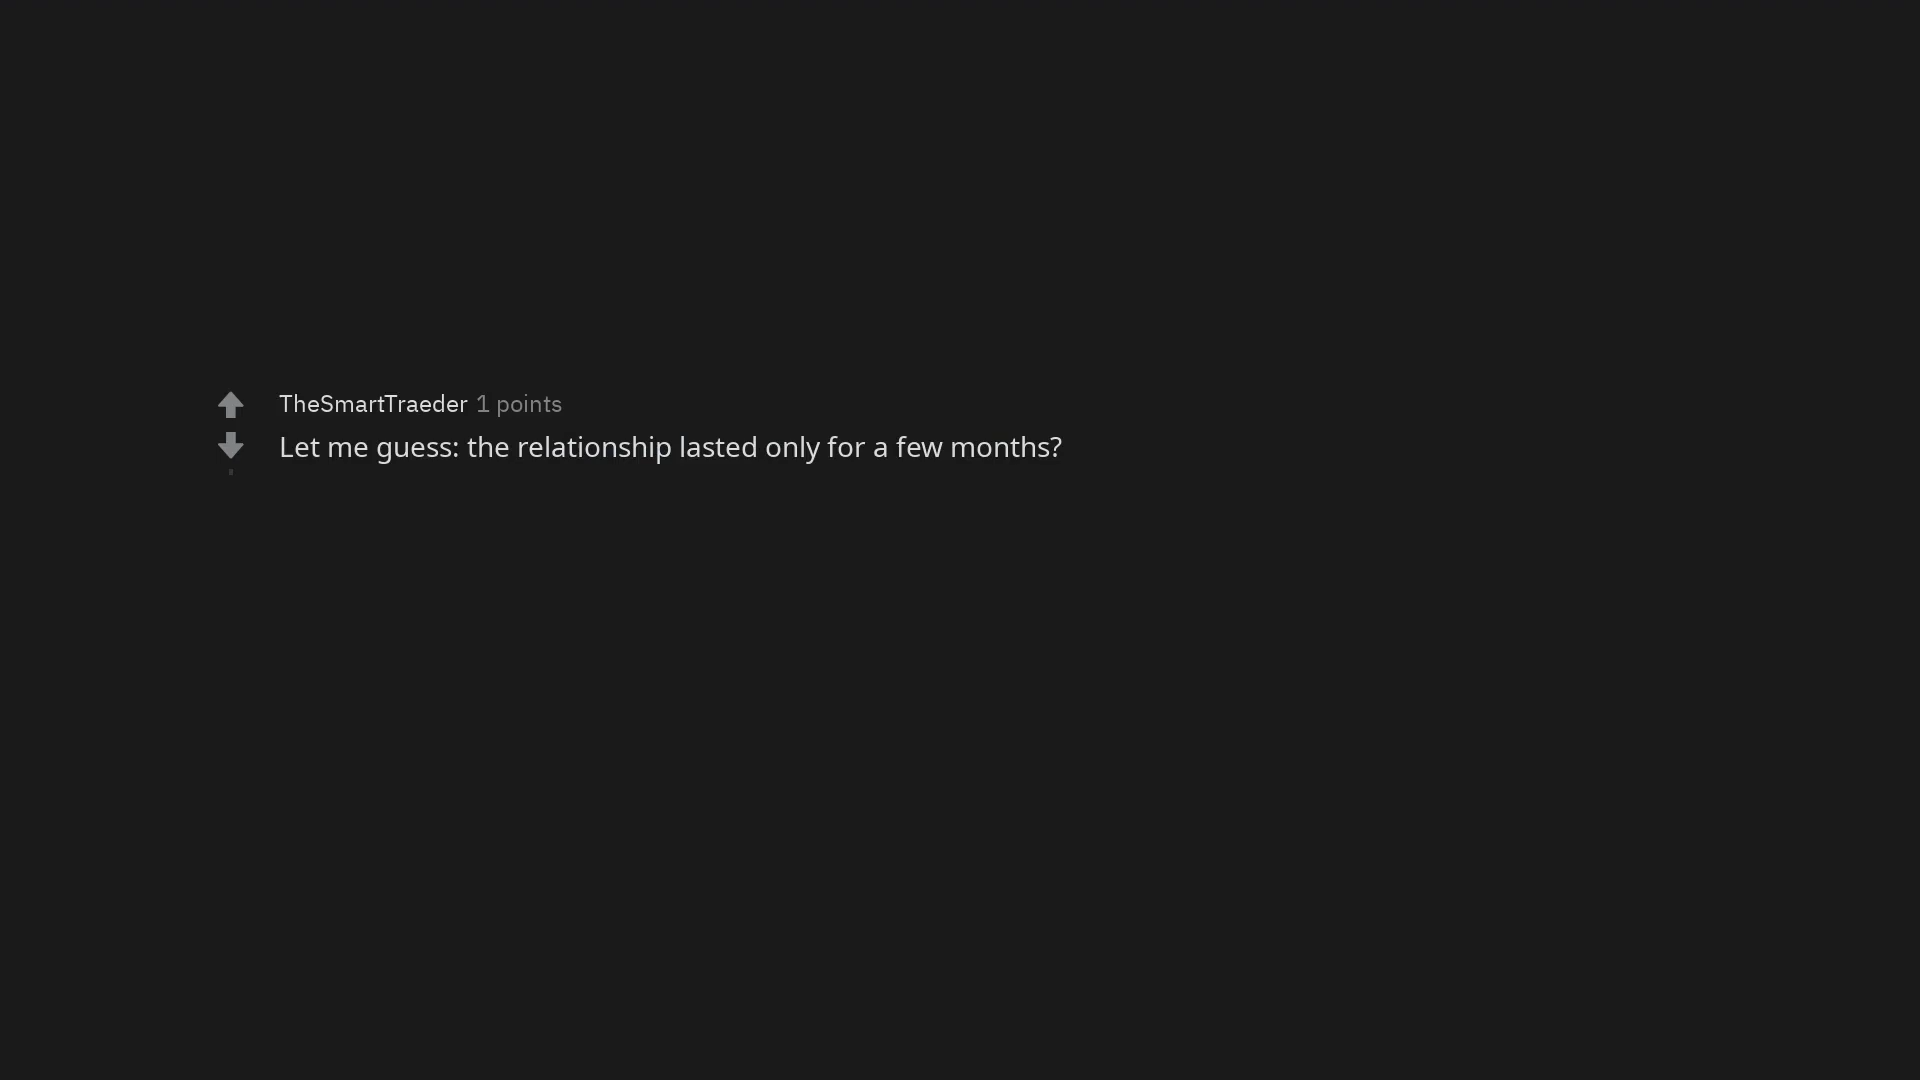 TheSmartTraeder 1 points
Let me guess: the relationship lasted only for a few months?